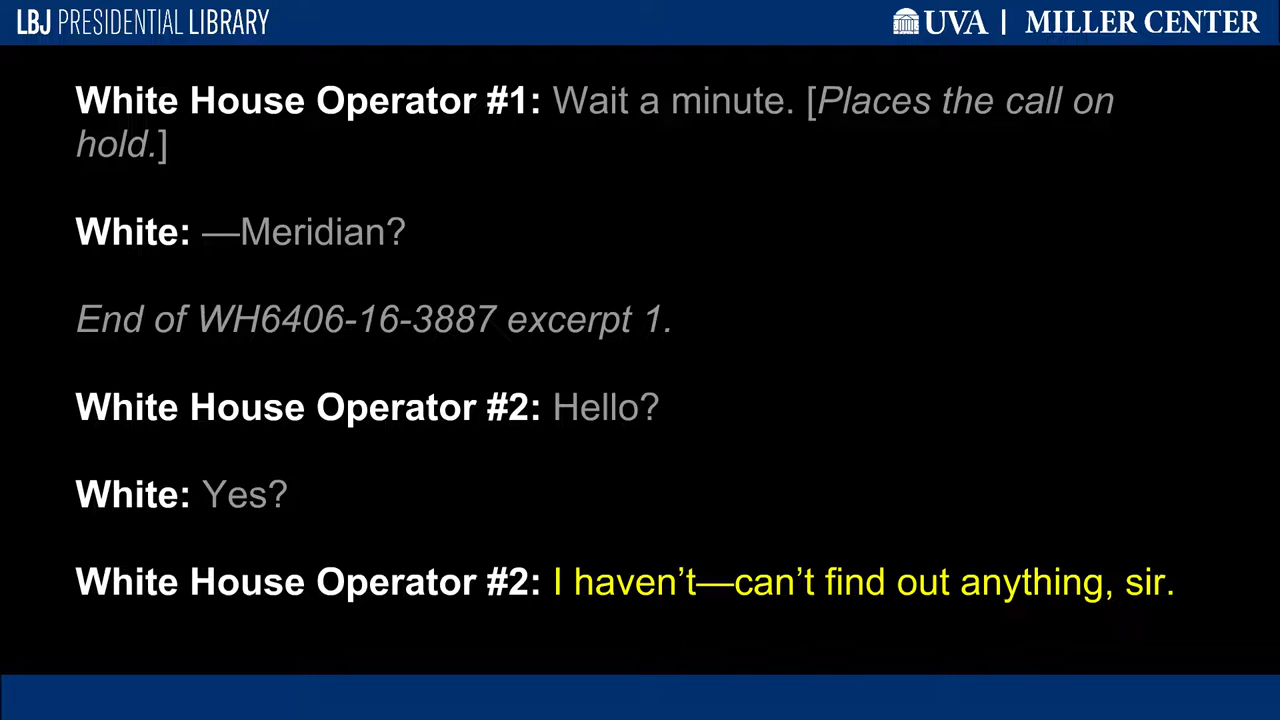 LBJ PRESIDENTIAL LIBRARY
UVA | MILLER CENTER
White House Operator #1: Wait a minute. [Places the call on
hold.]
White: —Meridian?
End of WH6406-16-3887 excerpt 1.
White House Operator #2: Hello?
White: Yes?
White House Operator #2: I haven’t—can’t find out anything, sir.